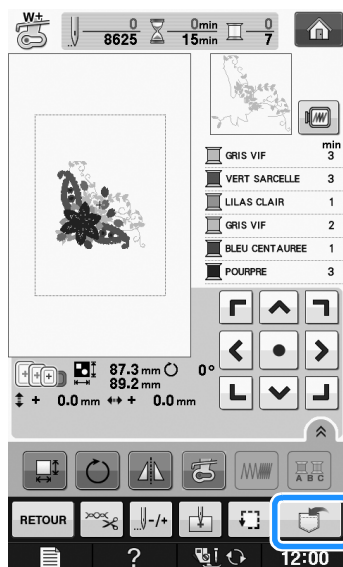 W+
0 0min 0
8625 15min 7
min
GRIS VIF 3
VERT SARCELLE 3
LILAS CLAIR 1
GRIS VIF 2
BLEU CENTAUREE 1
POURPRE 3
87.3 mm 0°
89.2 mm
+ 0.0 mm + 0.0 mm
A B C
RETOUR -/+
? 12:00